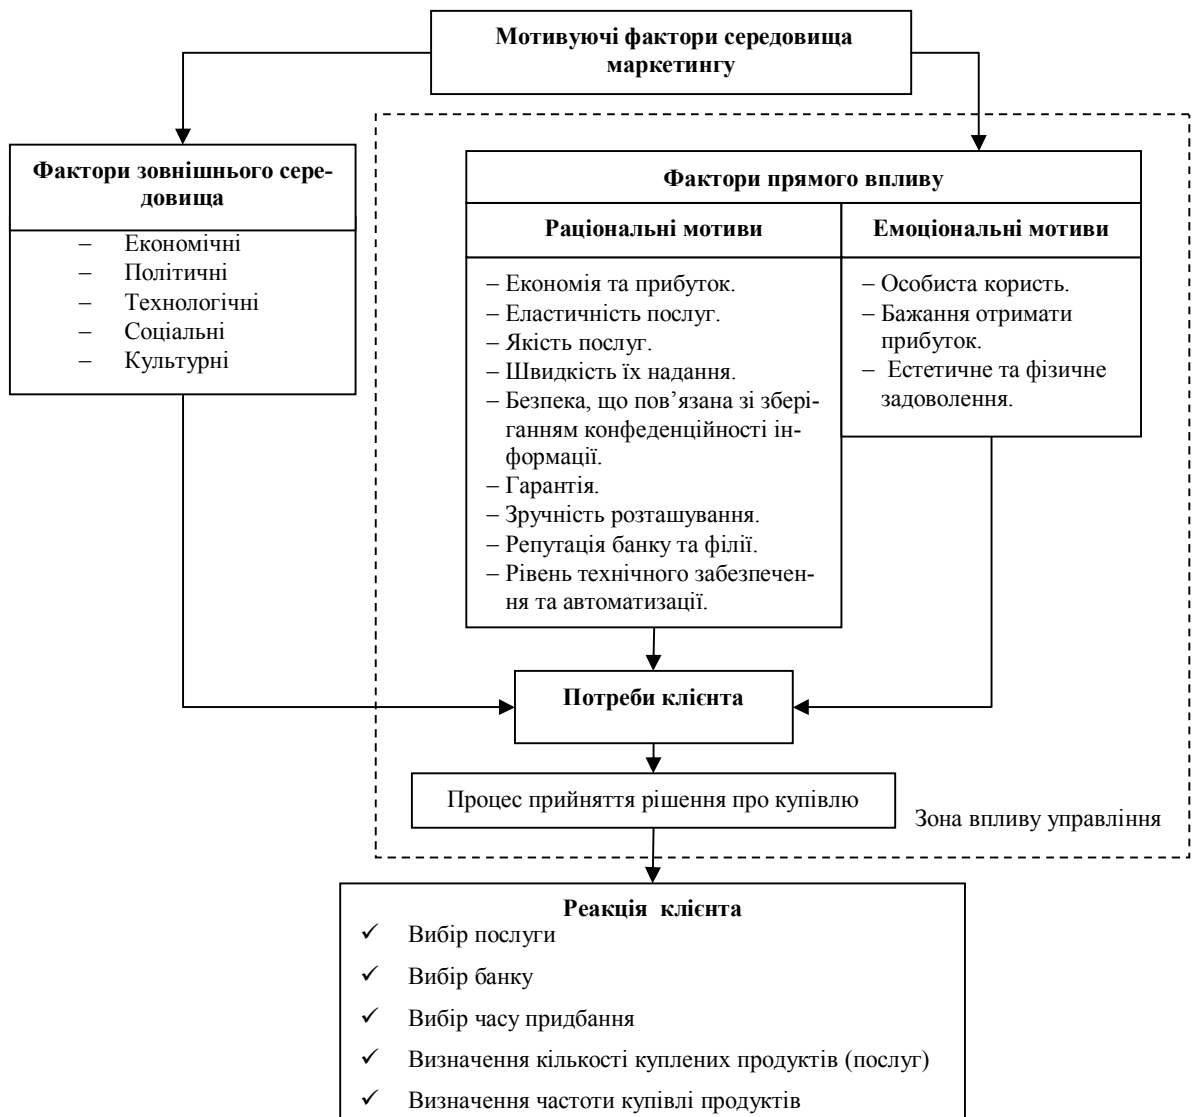 Мотивуючі фактори середовища
маркетингу
Фактори зовнішнього сере-
довища
– Економічні
– Політичні
– Технологічні
– Соціальні
– Культурні
Фактори прямого впливу
Раціональні мотиви
– Економія та прибуток.
– Еластичність послуг.
– Якість послуг.
– Швидкість їх надання.
– Безпека, що пов’язана зі збері-
ганням конфеденційності ін-
формації.
– Гарантія.
– Зручність розташування.
– Репутація банку та філії.
– Рівень технічного забезпечен-
ня та автоматизації.
Емоціональні мотиви
– Особиста користь.
– Бажання отримати
прибуток.
– Естетичне та фізичне
задоволення.
Потреби клієнта
Процес прийняття рішення про купівлю
Зона впливу управління
Реакція клієнта
✓ Вибір послуги
✓ Вибір банку
✓ Вибір часу придбання
✓ Визначення кількості куплених продуктів (послуг)
✓ Визначення частоти купівлі продуктів